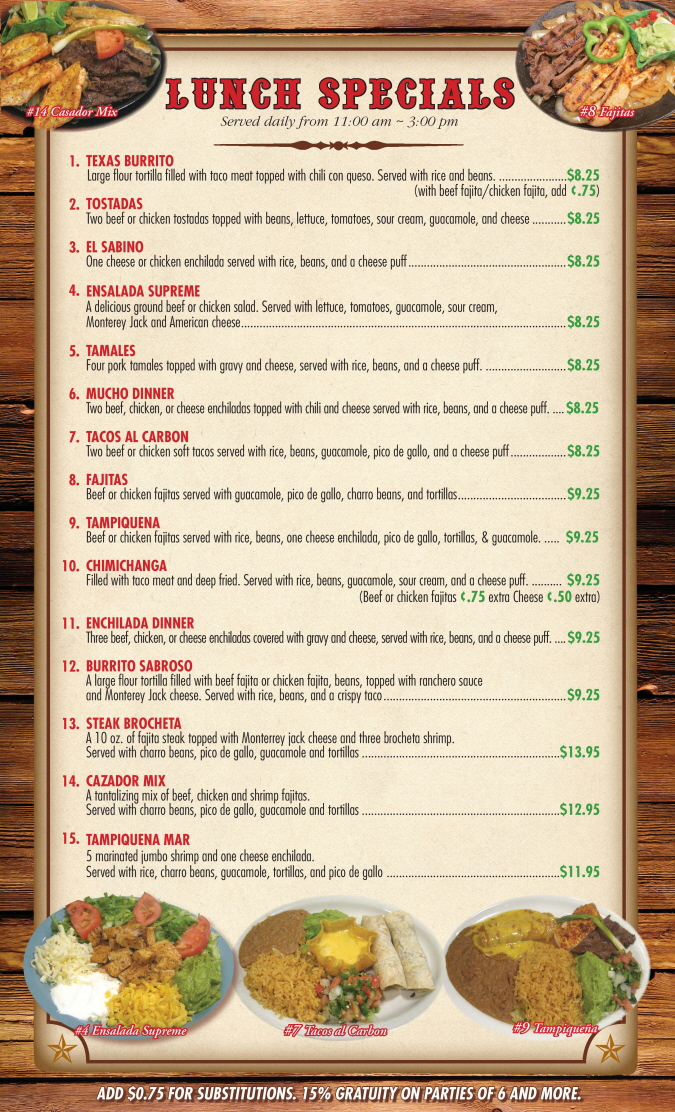 #14 Casador Mix
#8 Fajitas
LUNCH SPECIALS
Served daily from 11:00 am ~ 3:00 pm
1. TEXAS BURRITO
Large flour tortilla filled with taco meat topped with chili con queso. Served with rice and beans. ......................$8.25
(with beef fajita/chicken fajita, add ¢.75)
2. TOSTADAS
Two beef or chicken tostadas topped with beans, lettuce, tomatoes, sour cream, guacamole, and cheese ...........$8.25
3. EL SABINO
One cheese or chicken enchilada served with rice, beans, and a cheese puff..................................................$8.25
4. ENSALADA SUPREME
A delicious ground beef or chicken salad. Served with lettuce, tomatoes, guacamole, sour cream,
Monterey Jack and American cheese.......................................................................................................$8.25
5. TAMALES
Four pork tamales topped with gravy and cheese, served with rice, beans, and a cheese puff. .........................$8.25
6. MUCHO DINNER
Two beef, chicken, or cheese enchiladas topped with chili and cheese served with rice, beans, and a cheese puff. ....$8.25
7. TACOS AL CARBON
Two beef or chicken soft tacos served with rice, beans, guacamole, pico de gallo, and a cheese puff..................$8.25
8. FAJITAS
Beef or chicken fajitas served with guacamole, pico de gallo, charro beans, and tortillas...................................$9.25
9. TAMPIQUENA
Beef or chicken fajitas served with rice, beans, one cheese enchilada, pico de gallo, tortillas, & guacamole. ..... $9.25
10. CHIMICHANGA
Filled with taco meat and deep fried. Served with rice, beans, guacamole, sour cream, and a cheese puff. .......... $9.25
(Beef or chicken fajitas ¢.75 extra Cheese ¢.50 extra)
11. ENCHILADA DINNER
Three beef, chicken, or cheese enchiladas covered with gravy and cheese, served with rice, beans, and a cheese puff. ....$9.25
12. BURRITO SABROSO
A large flour tortilla filled with beef fajita or chicken fajita, beans, topped with ranchero sauce
and Monterey Jack cheese. Served with rice, beans, and a crispy taco..........................................................$9.25
13. STEAK BROCHETA
A 10 oz. of fajita steak topped with Monterrey jack cheese and three brocheta shrimp.
Served with charro beans, pico de gallo, guacamole and tortillas ...............................................................$13.95
14. CAZADOR MIX
A tantalizing mix of beef, chicken and shrimp fajitas.
Served with charro beans, pico de gallo, guacamole and tortillas ...............................................................$12.95
15. TAMPIQUENA MAR
5 marinated jumbo shrimp and one cheese enchilada.
Served with rice, charro beans, guacamole, tortillas, and pico de gallo .......................................................$11.95
#4 Ensalada Supreme
#7 Tacos al Carbon
#9 Tampiqueña
ADD $0.75 FOR SUBSTITUTIONS. 15% GRATUITY ON PARTIES OF 6 AND MORE.